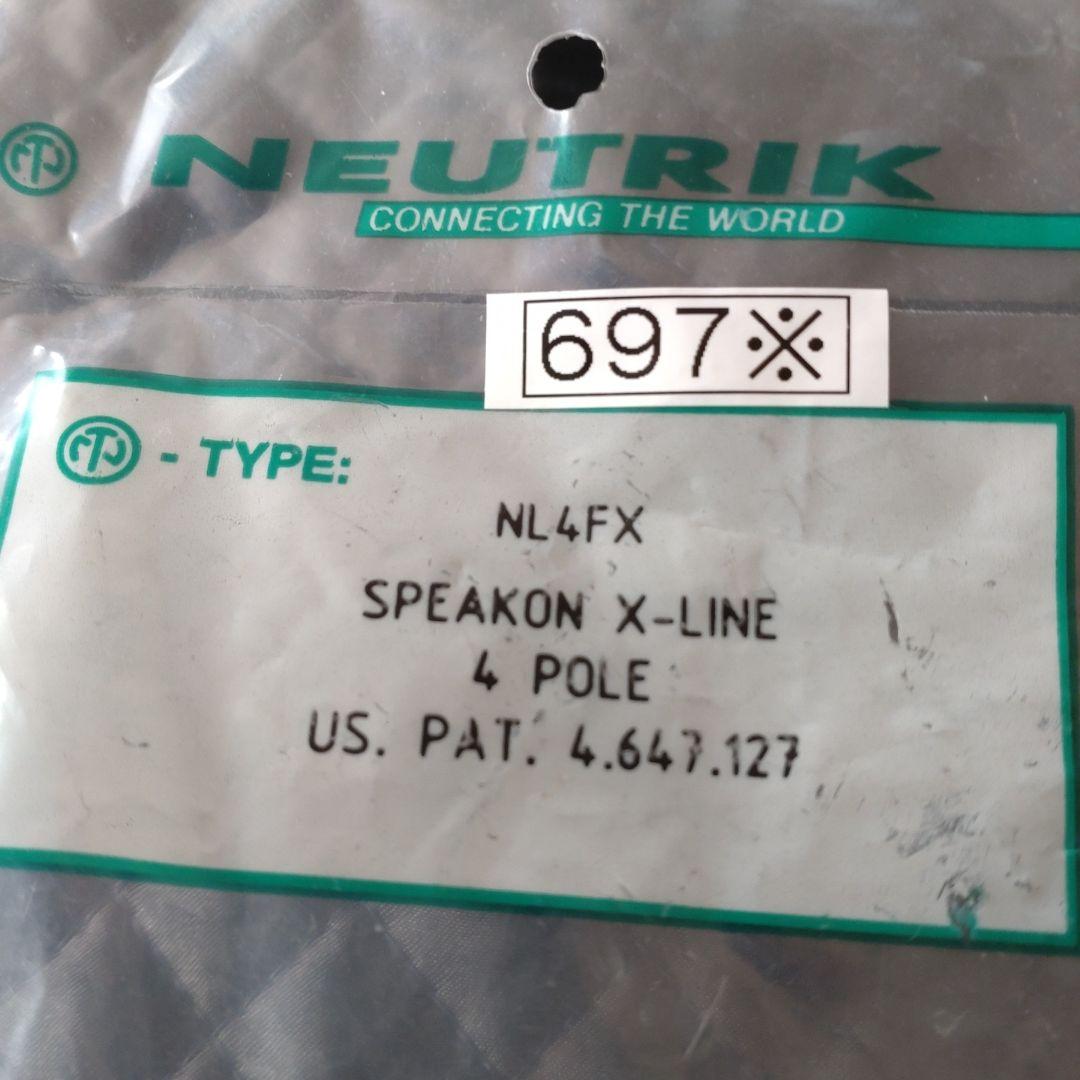 NEUTRIK
CONNECTING THE WORLD
697※
- TYPE:
NL4FX
SPEAKON X-LINE
4 POLE
US. PAT. 4.647.127